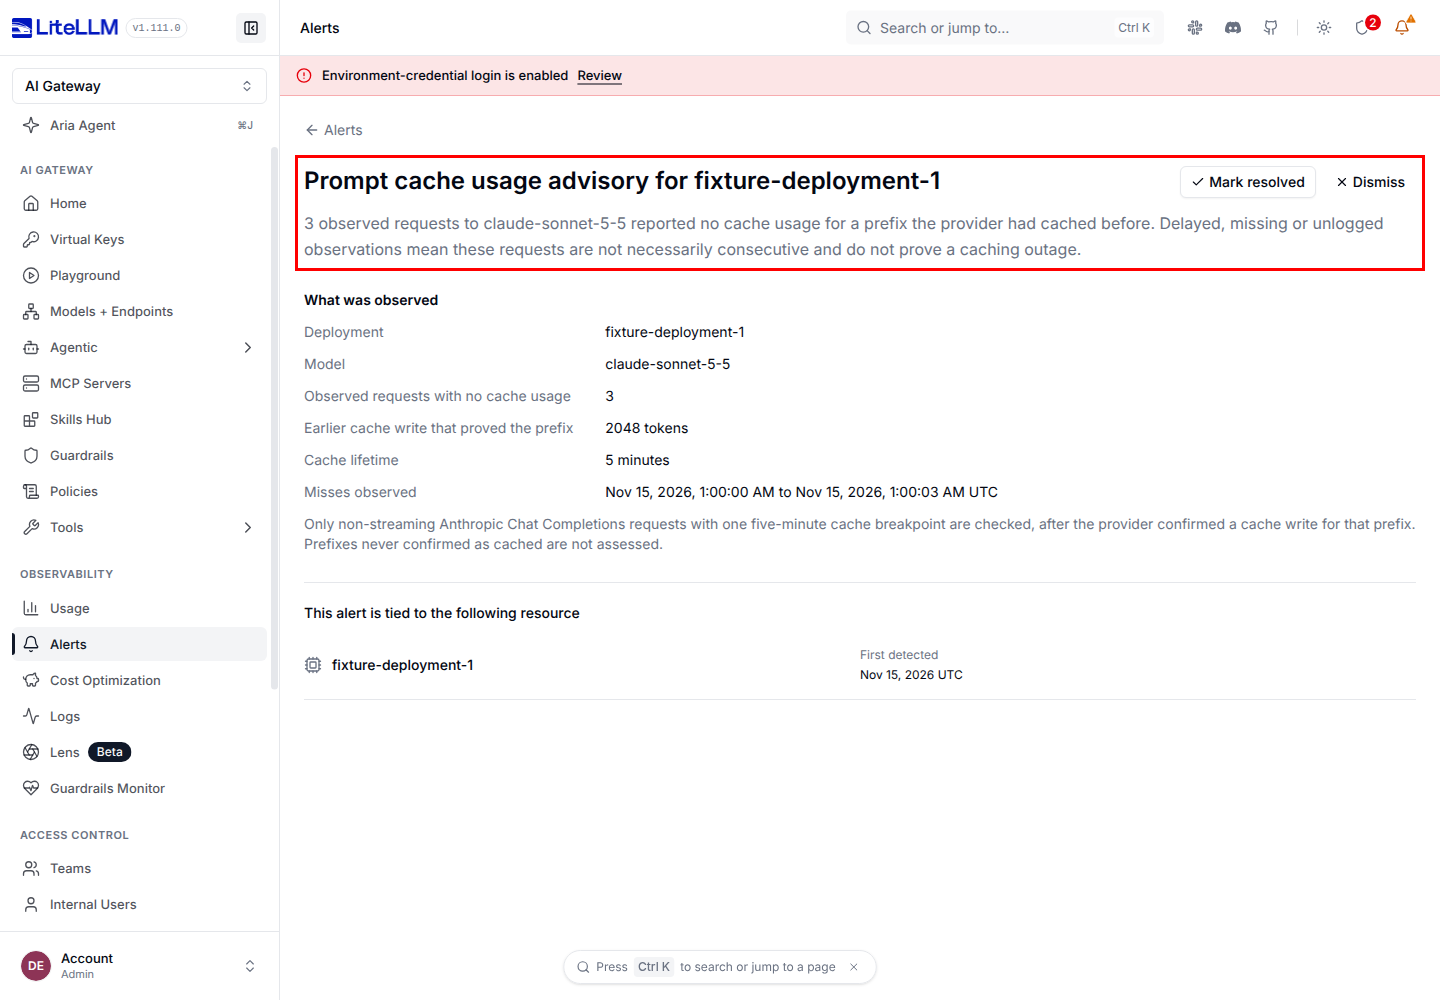 LiteLLM
v1.111.0
Alerts
Search or jump to...
Ctrl K
2
AI Gateway
Environment-credential login is enabled Review
Aria Agent
⌘J
AI GATEWAY
Home
Virtual Keys
Playground
Models + Endpoints
Agentic
MCP Servers
Skills Hub
Guardrails
Policies
Tools
OBSERVABILITY
Usage
Alerts
Cost Optimization
Logs
Lens Beta
Guardrails Monitor
ACCESS CONTROL
Teams
Internal Users
DE
Account
Admin
Alerts
Prompt cache usage advisory for fixture-deployment-1
Mark resolved
Dismiss
3 observed requests to claude-sonnet-5-5 reported no cache usage for a prefix the provider had cached before. Delayed, missing or unlogged
observations mean these requests are not necessarily consecutive and do not prove a caching outage.
What was observed
Deployment fixture-deployment-1
Model claude-sonnet-5-5
Observed requests with no cache usage 3
Earlier cache write that proved the prefix 2048 tokens
Cache lifetime 5 minutes
Misses observed Nov 15, 2026, 1:00:00 AM to Nov 15, 2026, 1:00:03 AM UTC
Only non-streaming Anthropic Chat Completions requests with one five-minute cache breakpoint are checked, after the provider confirmed a cache write for that prefix.
Prefixes never confirmed as cached are not assessed.
This alert is tied to the following resource
fixture-deployment-1
First detected
Nov 15, 2026 UTC
Press Ctrl K to search or jump to a page